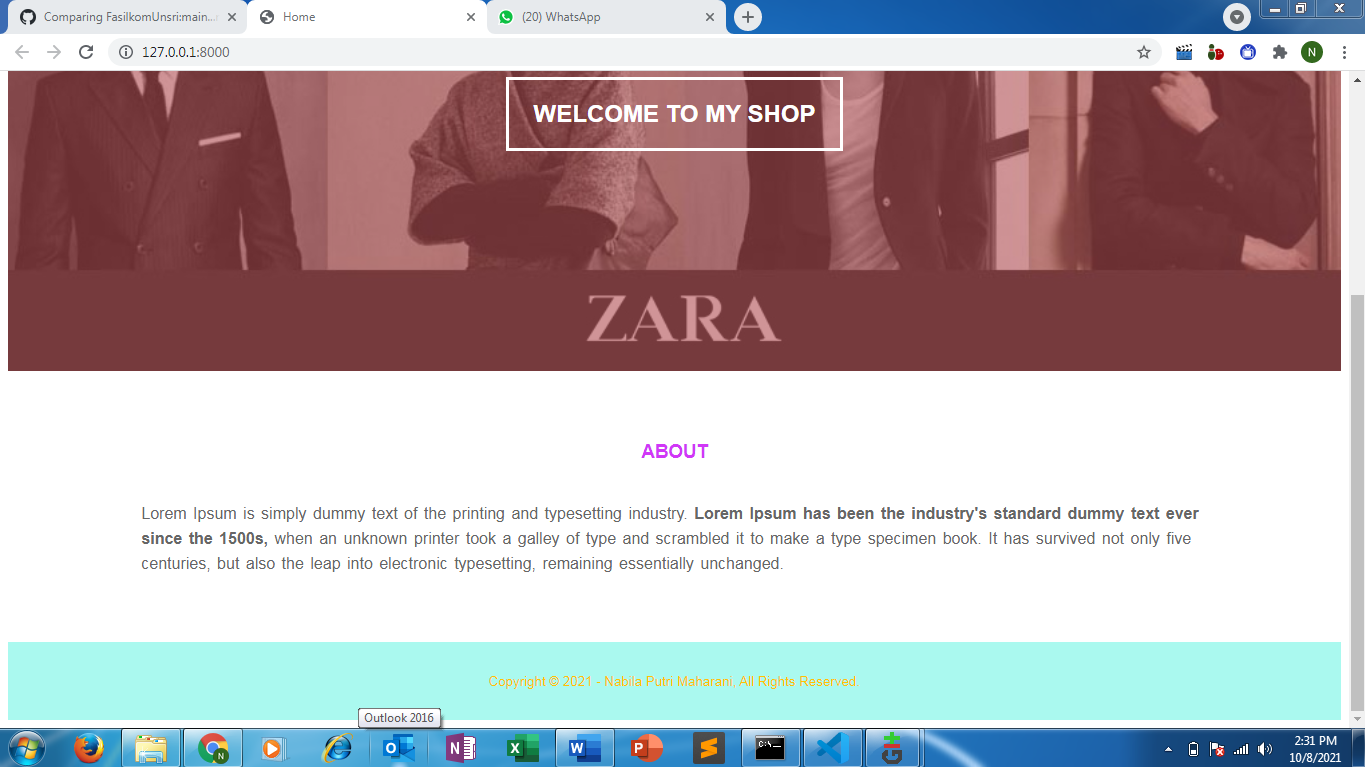 Comparing FasilkomUnsri:main...
Home
(20) WhatsApp
127.0.0.1:8000
N
WELCOME TO MY SHOP
ZARA
ABOUT
Lorem Ipsum is simply dummy text of the printing and typesetting industry. Lorem Ipsum has been the industry's standard dummy text ever
since the 1500s, when an unknown printer took a galley of type and scrambled it to make a type specimen book. It has survived not only five
centuries, but also the leap into electronic typesetting, remaining essentially unchanged.
Copyright © 2021 - Nabila Putri Maharani, All Rights Reserved.
Outlook 2016
2:31 PM
10/8/2021